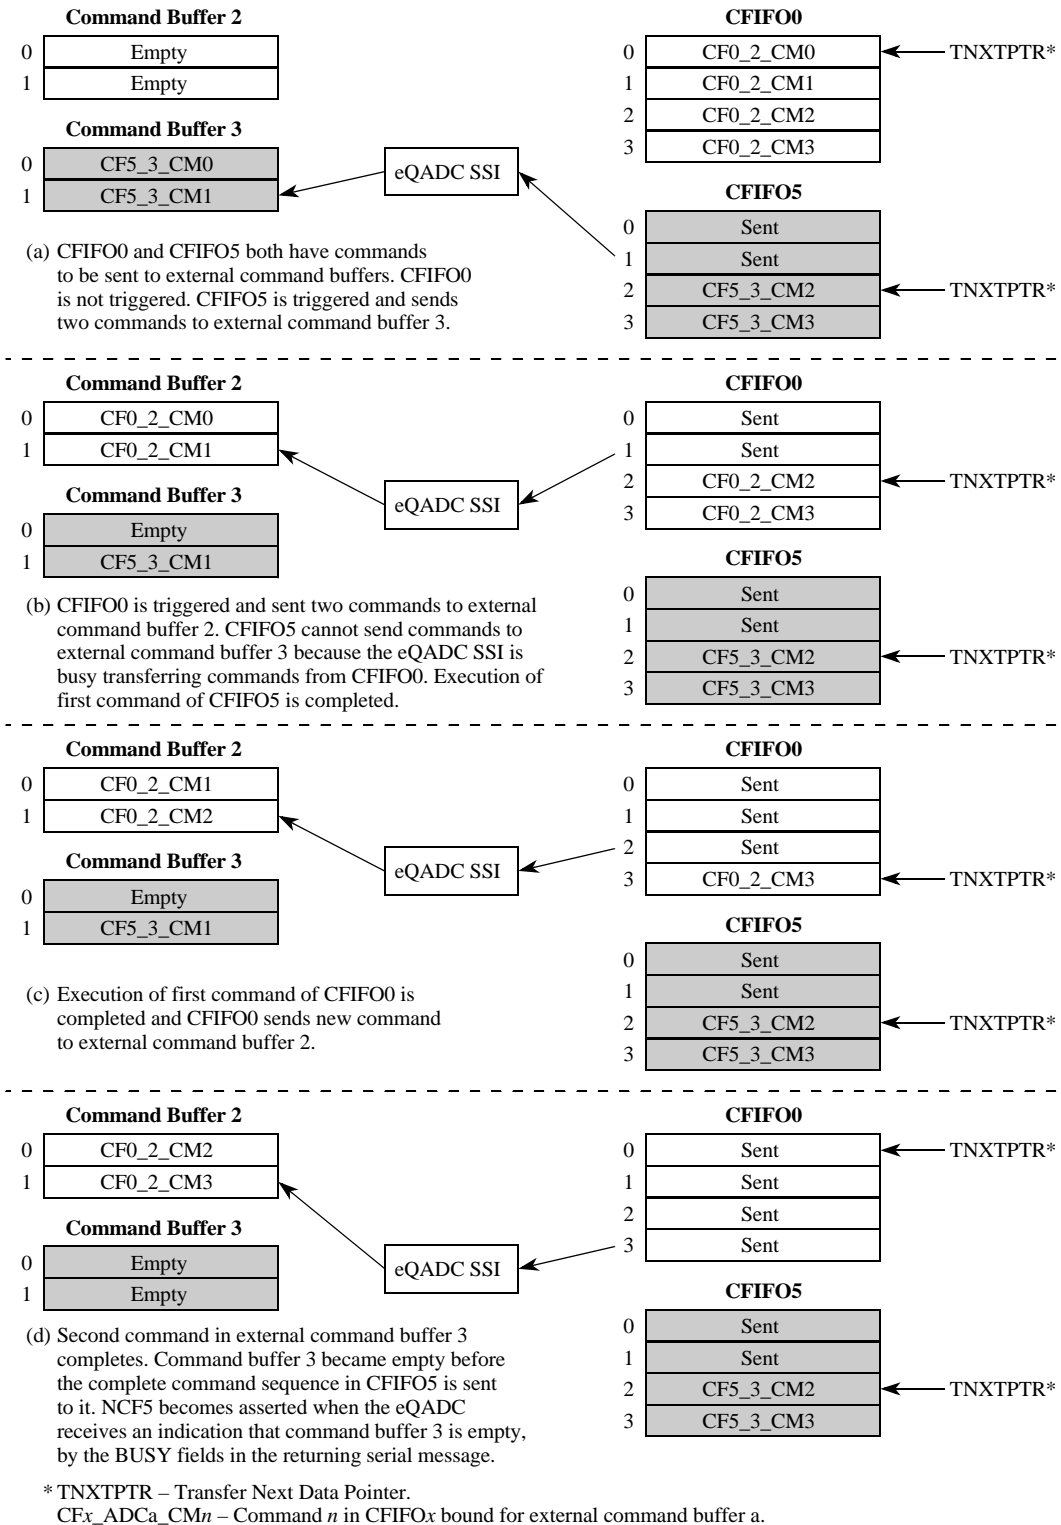 Command Buffer 2
0 Empty
1 Empty
Command Buffer 3
0 CF5_3_CM0
1 CF5_3_CM1
eQADC SSI
CFIFO0
0 CF0_2_CM0 TNXTPTR*
1 CF0_2_CM1
2 CF0_2_CM2
3 CF0_2_CM3
CFIFO5
0 Sent
1 Sent
2 CF5_3_CM2 TNXTPTR*
3 CF5_3_CM3
(a) CFIFO0 and CFIFO5 both have commands
to be sent to external command buffers. CFIFO0
is not triggered. CFIFO5 is triggered and sends
two commands to external command buffer 3.
Command Buffer 2
0 CF0_2_CM0
1 CF0_2_CM1
Command Buffer 3
0 Empty
1 CF5_3_CM1
eQADC SSI
CFIFO0
0 Sent
1 Sent
2 CF0_2_CM2 TNXTPTR*
3 CF0_2_CM3
CFIFO5
0 Sent
1 Sent
2 CF5_3_CM2 TNXTPTR*
3 CF5_3_CM3
(b) CFIFO0 is triggered and sent two commands to external
command buffer 2. CFIFO5 cannot send commands to
external command buffer 3 because the eQADC SSI is
busy transferring commands from CFIFO0. Execution of
first command of CFIFO5 is completed.
Command Buffer 2
0 CF0_2_CM1
1 CF0_2_CM2
Command Buffer 3
0 Empty
1 CF5_3_CM1
eQADC SSI
CFIFO0
0 Sent
1 Sent
2 Sent
3 CF0_2_CM3 TNXTPTR*
CFIFO5
0 Sent
1 Sent
2 CF5_3_CM2 TNXTPTR*
3 CF5_3_CM3
(c) Execution of first command of CFIFO0 is
completed and CFIFO0 sends new command
to external command buffer 2.
Command Buffer 2
0 CF0_2_CM2
1 CF0_2_CM3
Command Buffer 3
0 Empty
1 Empty
eQADC SSI
CFIFO0
0 Sent TNXTPTR*
1 Sent
2 Sent
3 Sent
CFIFO5
0 Sent
1 Sent
2 CF5_3_CM2 TNXTPTR*
3 CF5_3_CM3
(d) Second command in external command buffer 3
completes. Command buffer 3 became empty before
the complete command sequence in CFIFO5 is sent
to it. NCF5 becomes asserted when the eQADC
receives an indication that command buffer 3 is empty,
by the BUSY fields in the returning serial message.
* TNXTPTR – Transfer Next Data Pointer.
CFx_ADCa_CMn – Command n in CFIFOx bound for external command buffer a.